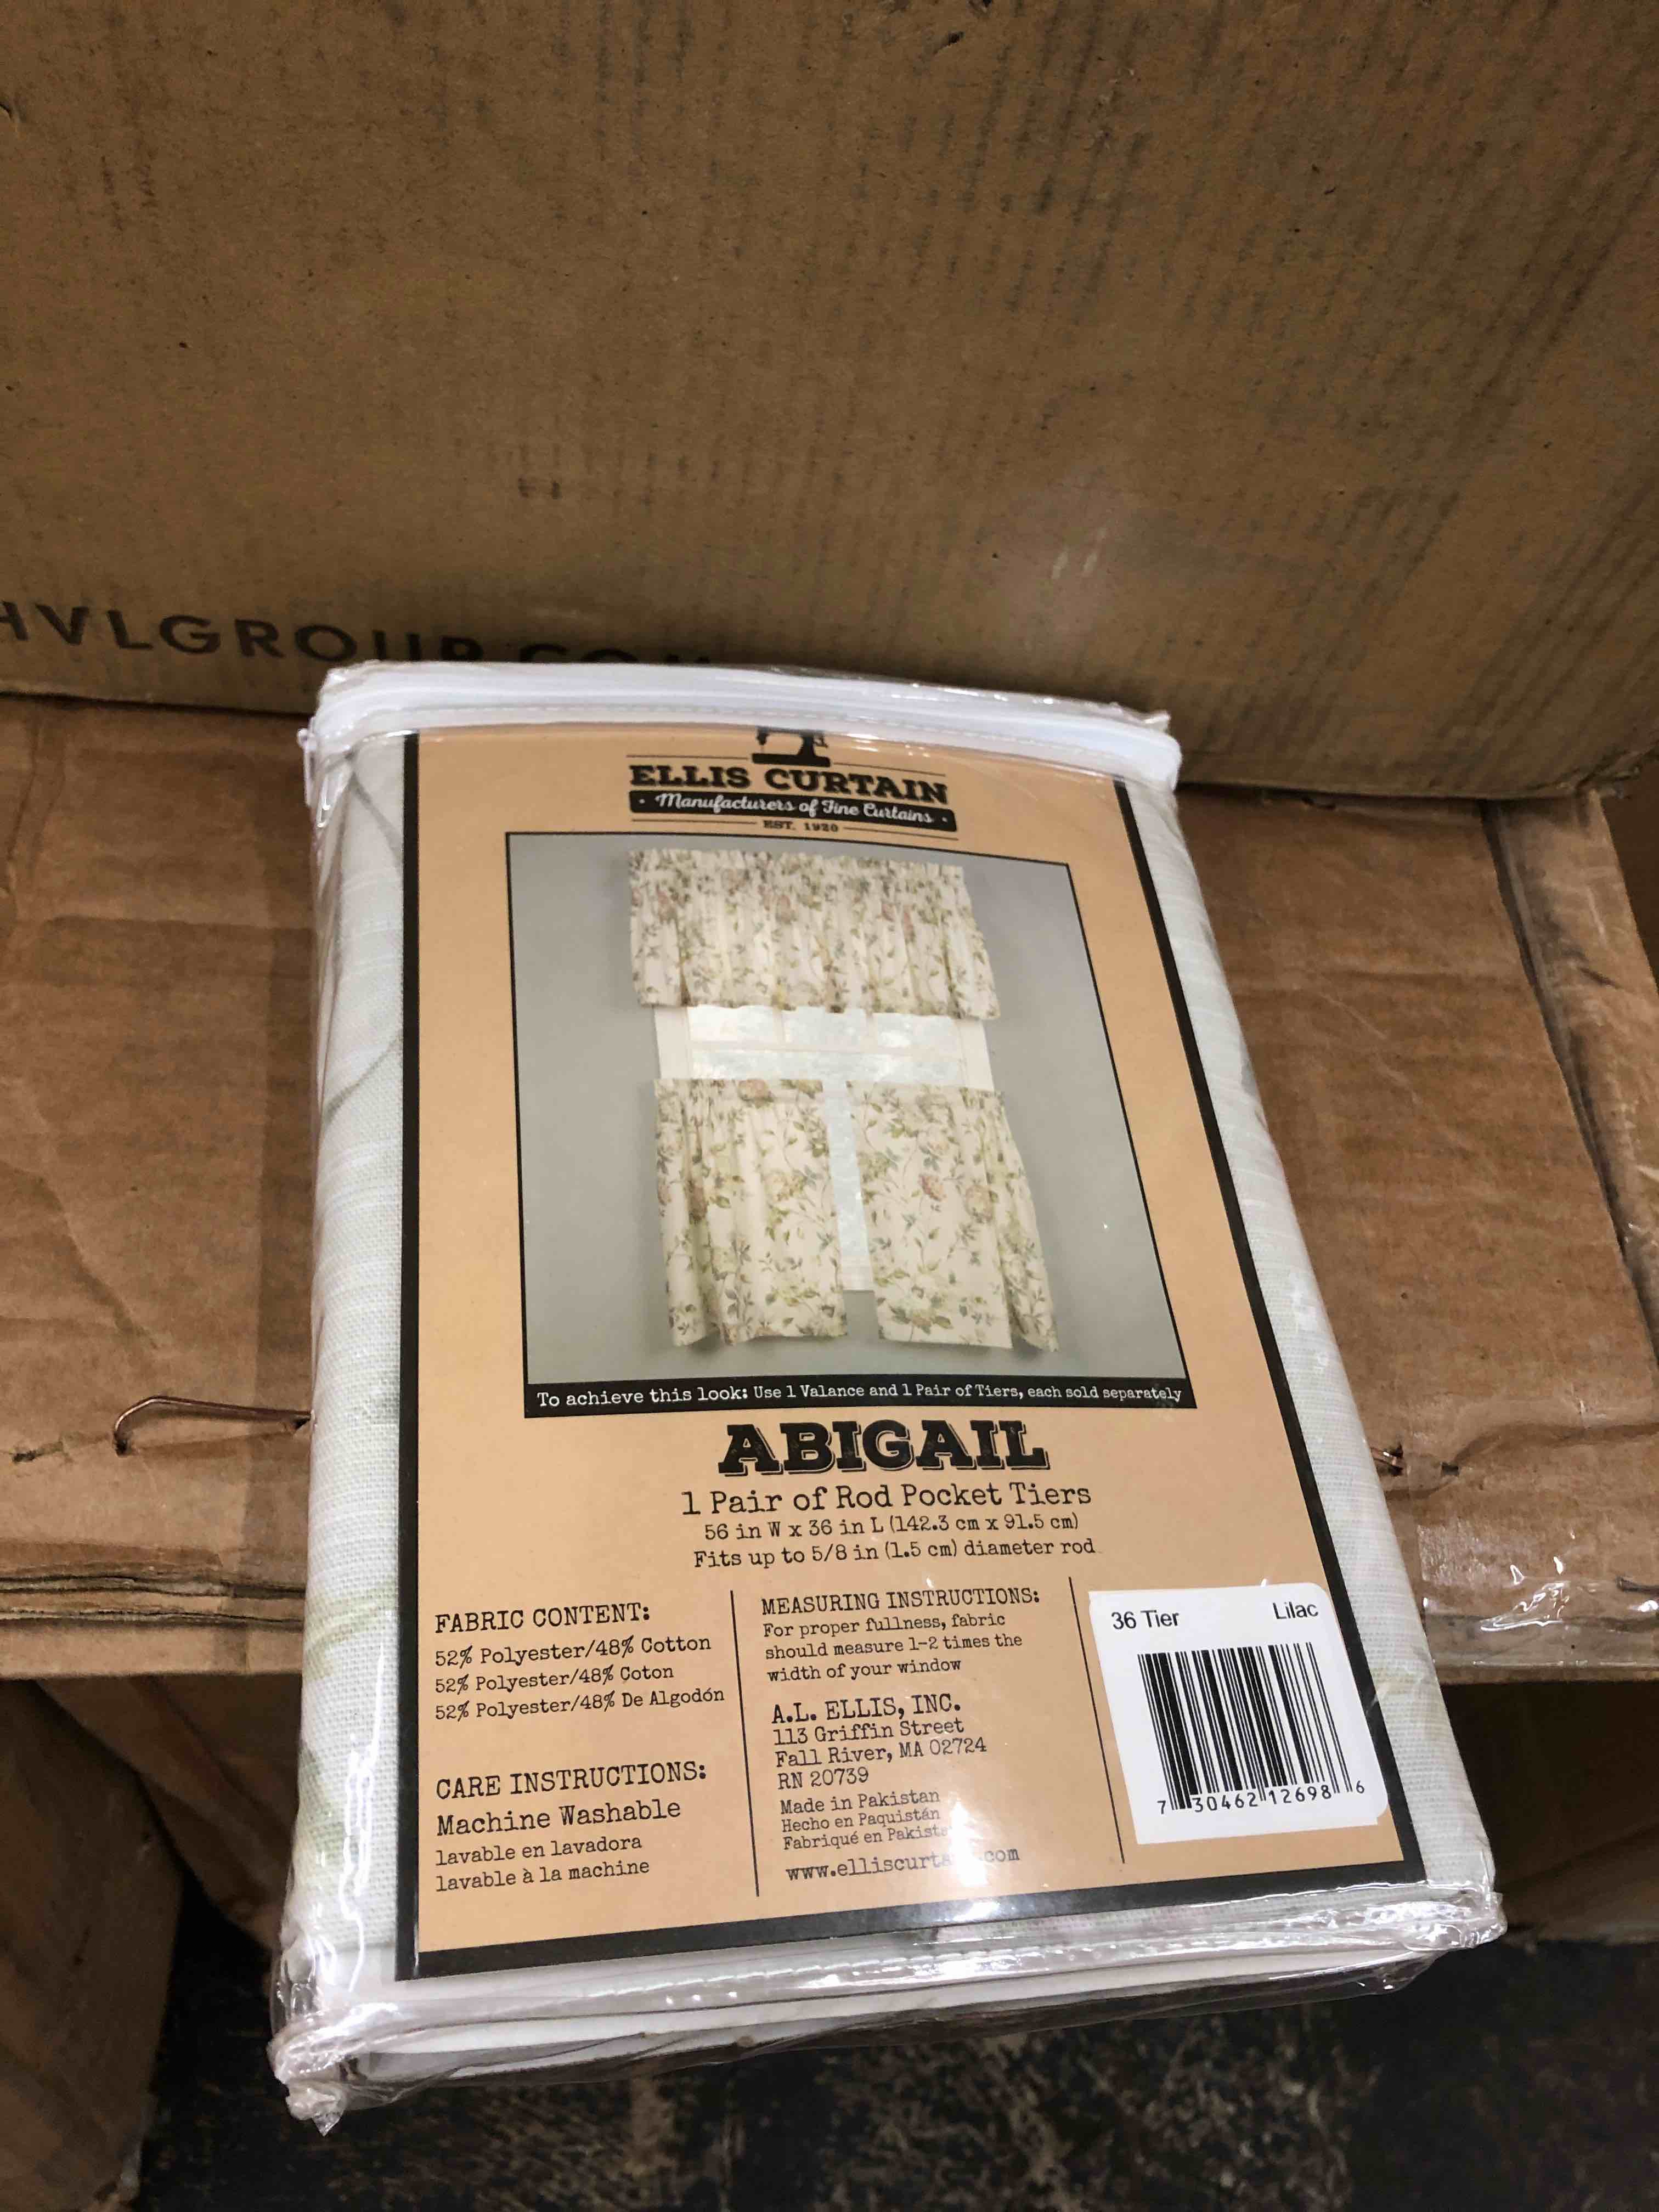 HVLGROUP.COM
ELLIS CURTAIN
• Manufacturers of Fine Curtains •
EST. 1920
To achieve this look: Use 1 Valance and 1 Pair of Tiers, each sold separately
ABIGAIL
1 Pair of Rod Pocket Tiers
56 in W x 36 in L (142.3 cm x 91.5 cm)
Fits up to 5/8 in (1.5 cm) diameter rod
FABRIC CONTENT:
52% Polyester/48% Cotton
52% Polyester/48% Coton
52% Polyester/48% De Algodón
CARE INSTRUCTIONS:
Machine Washable
lavable en lavadora
lavable à la machine
MEASURING INSTRUCTIONS:
For proper fullness, fabric
should measure 1-2 times the
width of your window
A.L. ELLIS, INC.
113 Griffin Street
Fall River, MA 02724
RN 20739
Made in Pakistan
Hecho en Paquistán
Fabriqué en
36 Tier Lilac
7 30462 12698 6